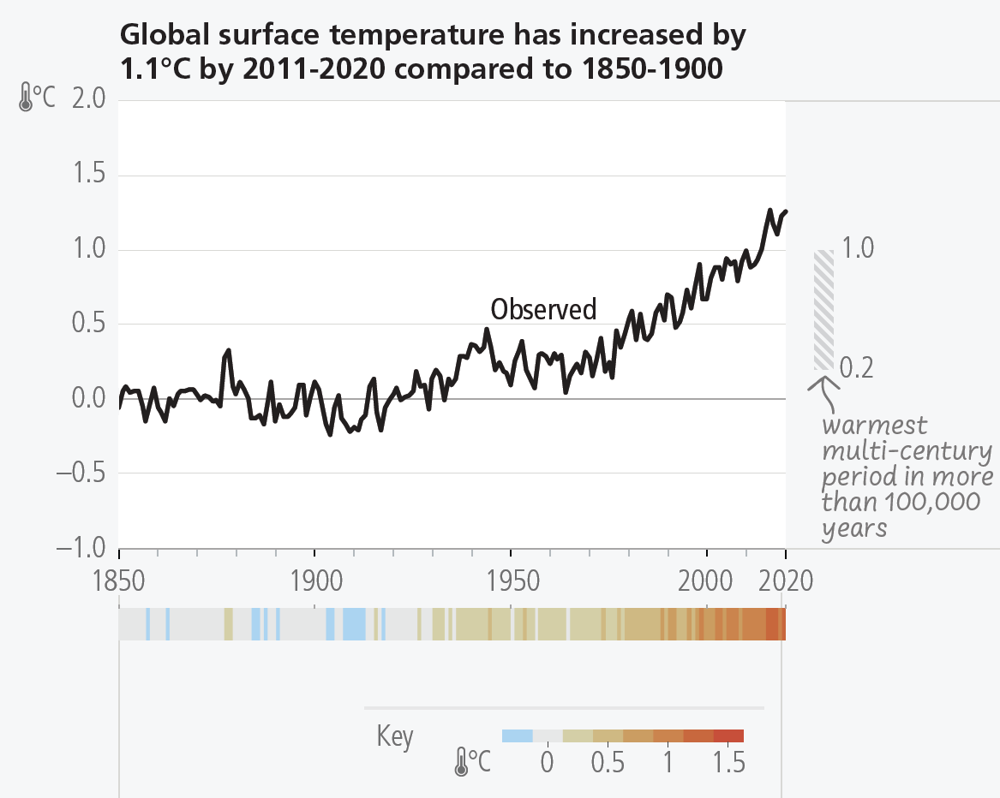 Global surface temperature has increased by
1.1°C by 2011-2020 compared to 1850-1900
°C 2.0
1.5
1.0
0.5
0.0
−0.5
−1.0
Observed
1.0
0.2
warmest
multi-century
period in more
than 100,000
years
1850 1900 1950 2000 2020
Key
°C 0 0.5 1 1.5